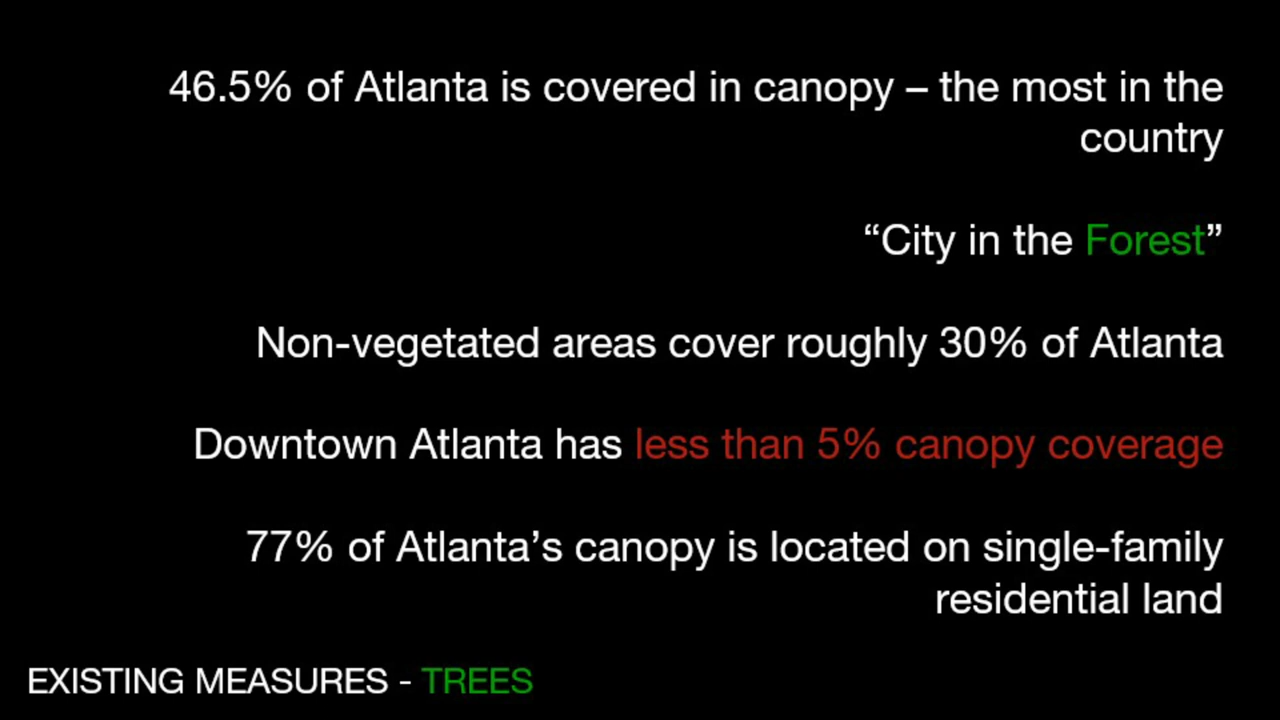 46.5% of Atlanta is covered in canopy – the most in the
country
“City in the Forest”
Non-vegetated areas cover roughly 30% of Atlanta
Downtown Atlanta has less than 5% canopy coverage
77% of Atlanta’s canopy is located on single-family
residential land
EXISTING MEASURES - TREES